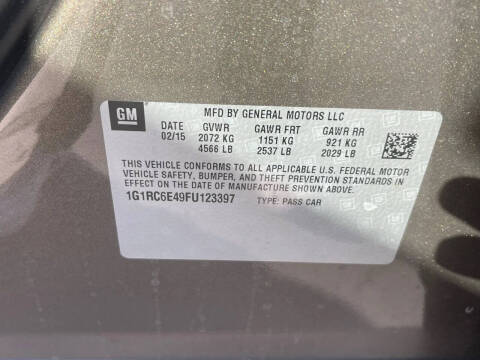 GM
MFD BY GENERAL MOTORS LLC
DATE GVWR GAWR FRT GAWR RR
02/15 2072 KG 1151 KG 921 KG
4566 LB 2537 LB 2029 LB
THIS VEHICLE CONFORMS TO ALL APPLICABLE U.S. FEDERAL MOTOR
VEHICLE SAFETY, BUMPER, AND THEFT PREVENTION STANDARDS IN
EFFECT ON THE DATE OF MANUFACTURE SHOWN ABOVE.
1G1RC6E49FU123397 TYPE: PASS CAR